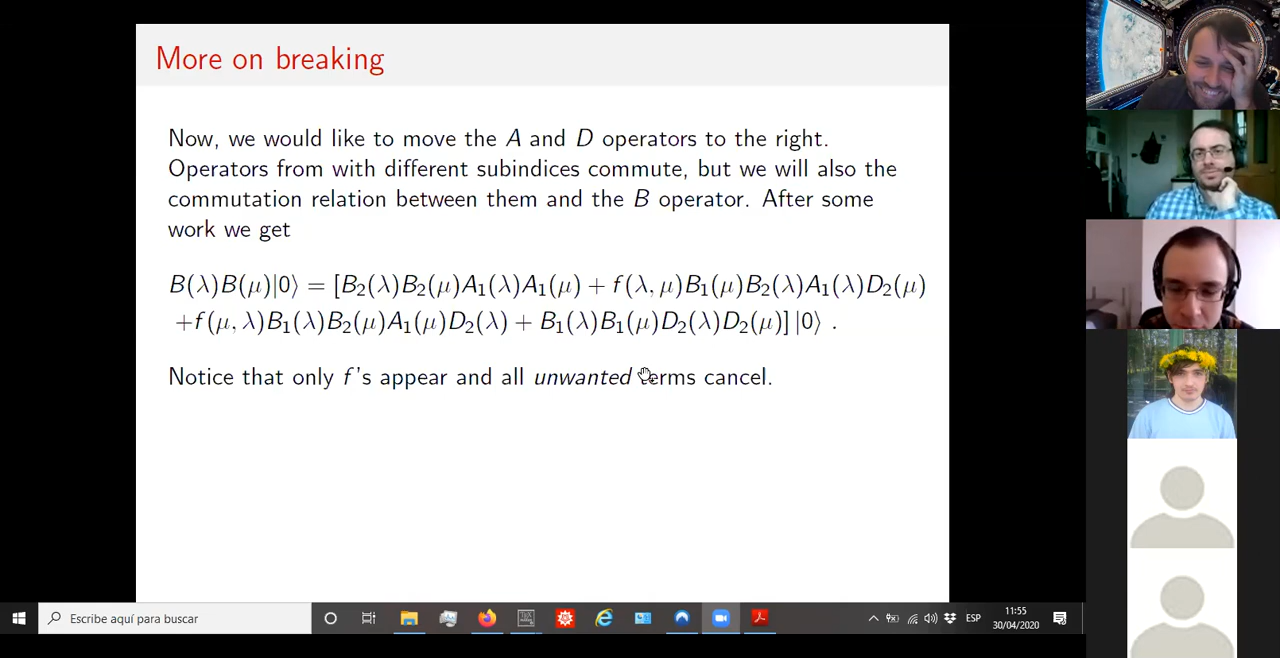 More on breaking
Now, we would like to move the A and D operators to the right.
Operators from with different subindices commute, but we will also the
commutation relation between them and the B operator. After some
work we get
B(λ)B(μ)|0⟩ = [B₂(λ)B₂(μ)A₁(λ)A₁(μ) + f(λ, μ)B₁(μ)B₂(λ)A₁(λ)D₂(μ)
+f(μ, λ)B₁(λ)B₂(μ)A₁(μ)D₂(λ) + B₁(λ)B₁(μ)D₂(λ)D₂(μ)] |0⟩ .
Notice that only f's appear and all unwanted terms cancel.
Escribe aquí para buscar
ESP
11:55
30/04/2020